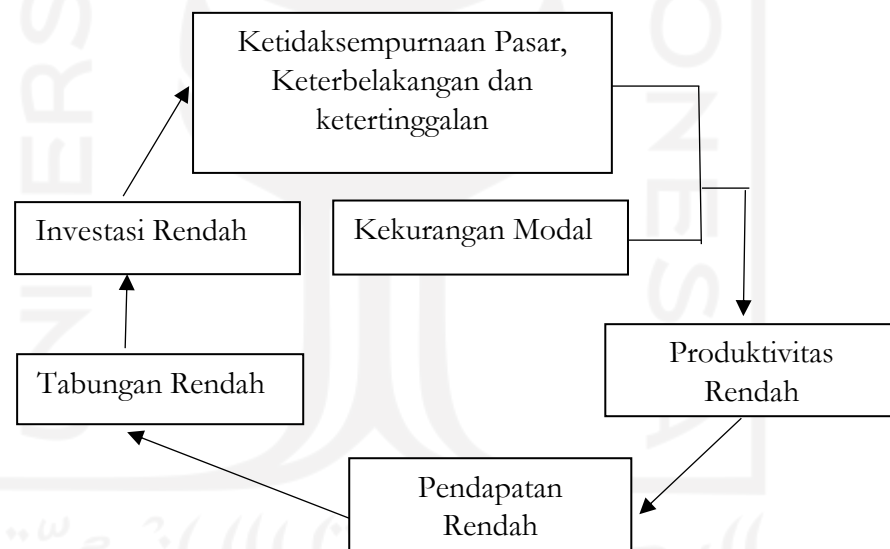 Ketidaksempurnaan Pasar,
Keterbelakangan dan
ketertinggalan
Investasi Rendah
Kekurangan Modal
Produktivitas
Rendah
Tabungan Rendah
Pendapatan
Rendah